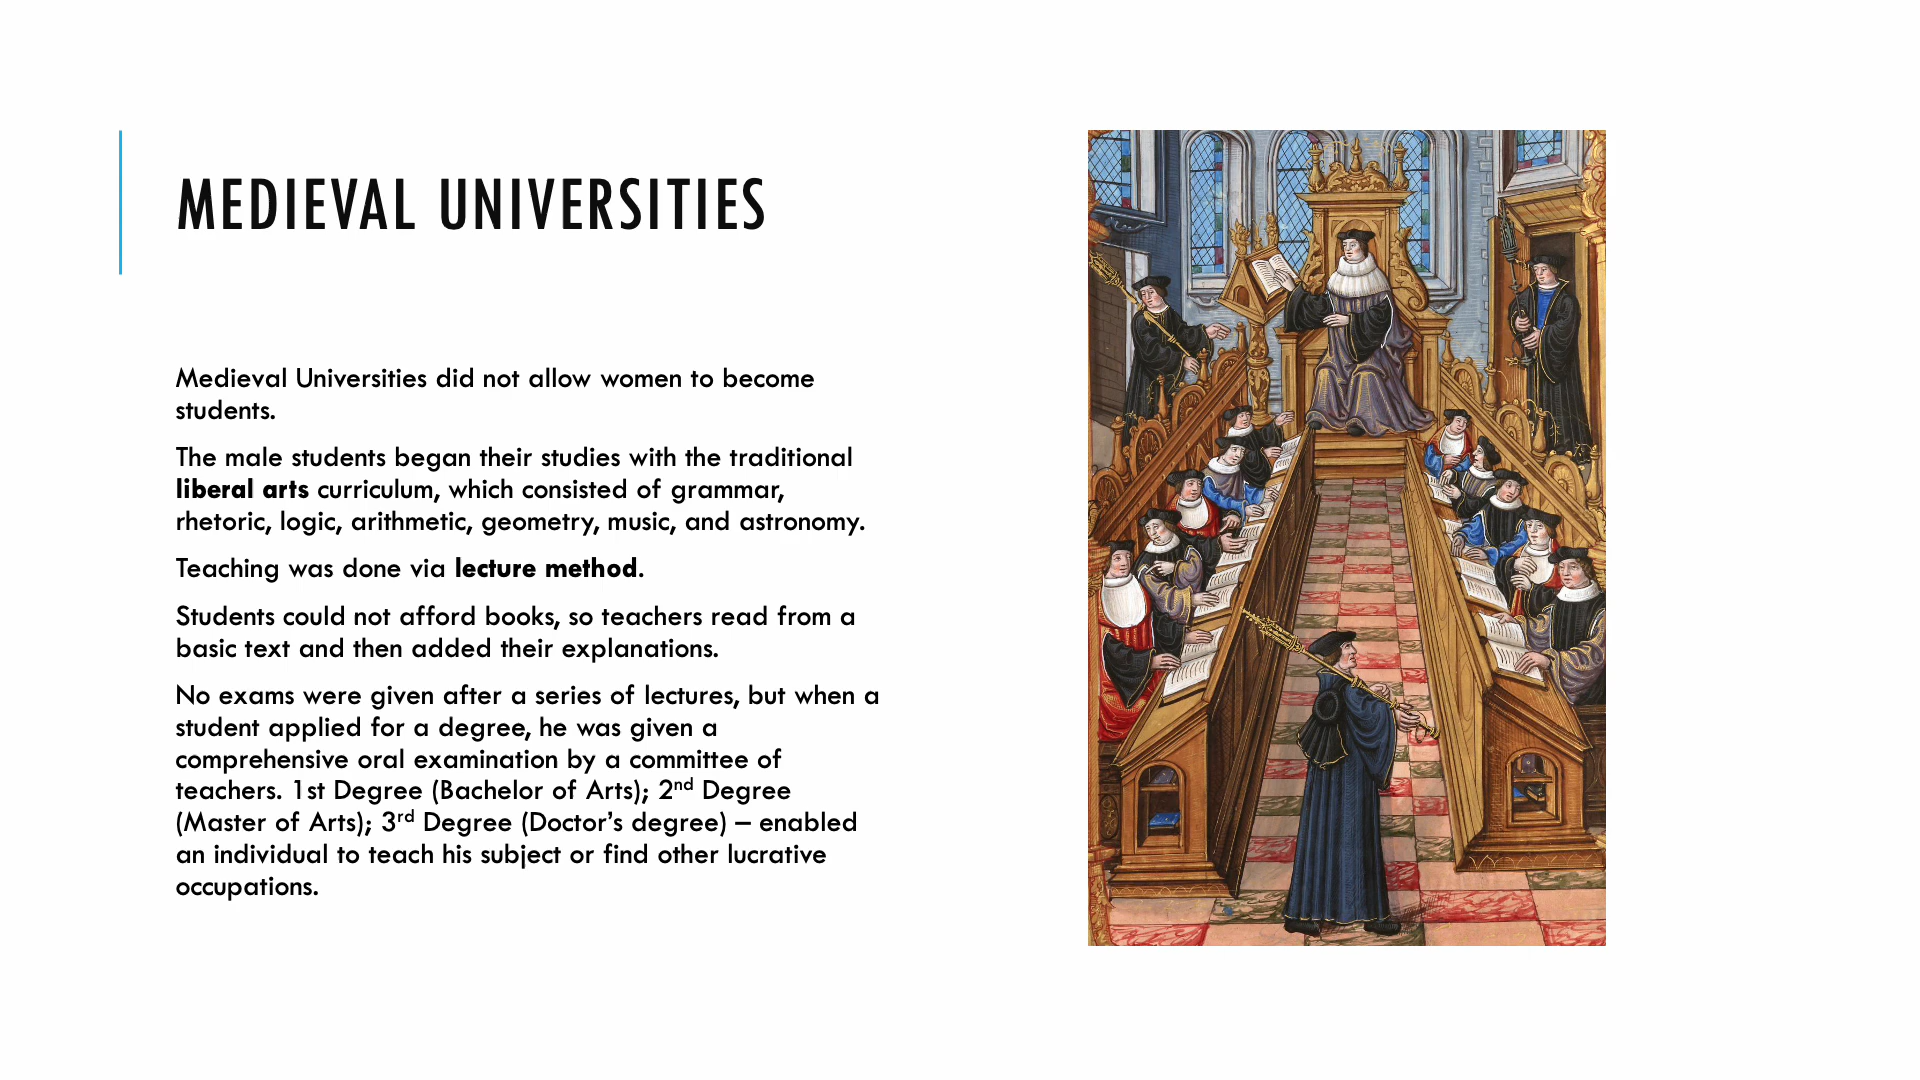 MEDIEVAL UNIVERSITIES
Medieval Universities did not allow women to become
students.
The male students began their studies with the traditional
liberal arts curriculum, which consisted of grammar,
rhetoric, logic, arithmetic, geometry, music, and astronomy.
Teaching was done via lecture method.
Students could not afford books, so teachers read from a
basic text and then added their explanations.
No exams were given after a series of lectures, but when a
student applied for a degree, he was given a
comprehensive oral examination by a committee of
teachers. 1st Degree (Bachelor of Arts); 2nd Degree
(Master of Arts); 3rd Degree (Doctor’s degree) – enabled
an individual to teach his subject or find other lucrative
occupations.